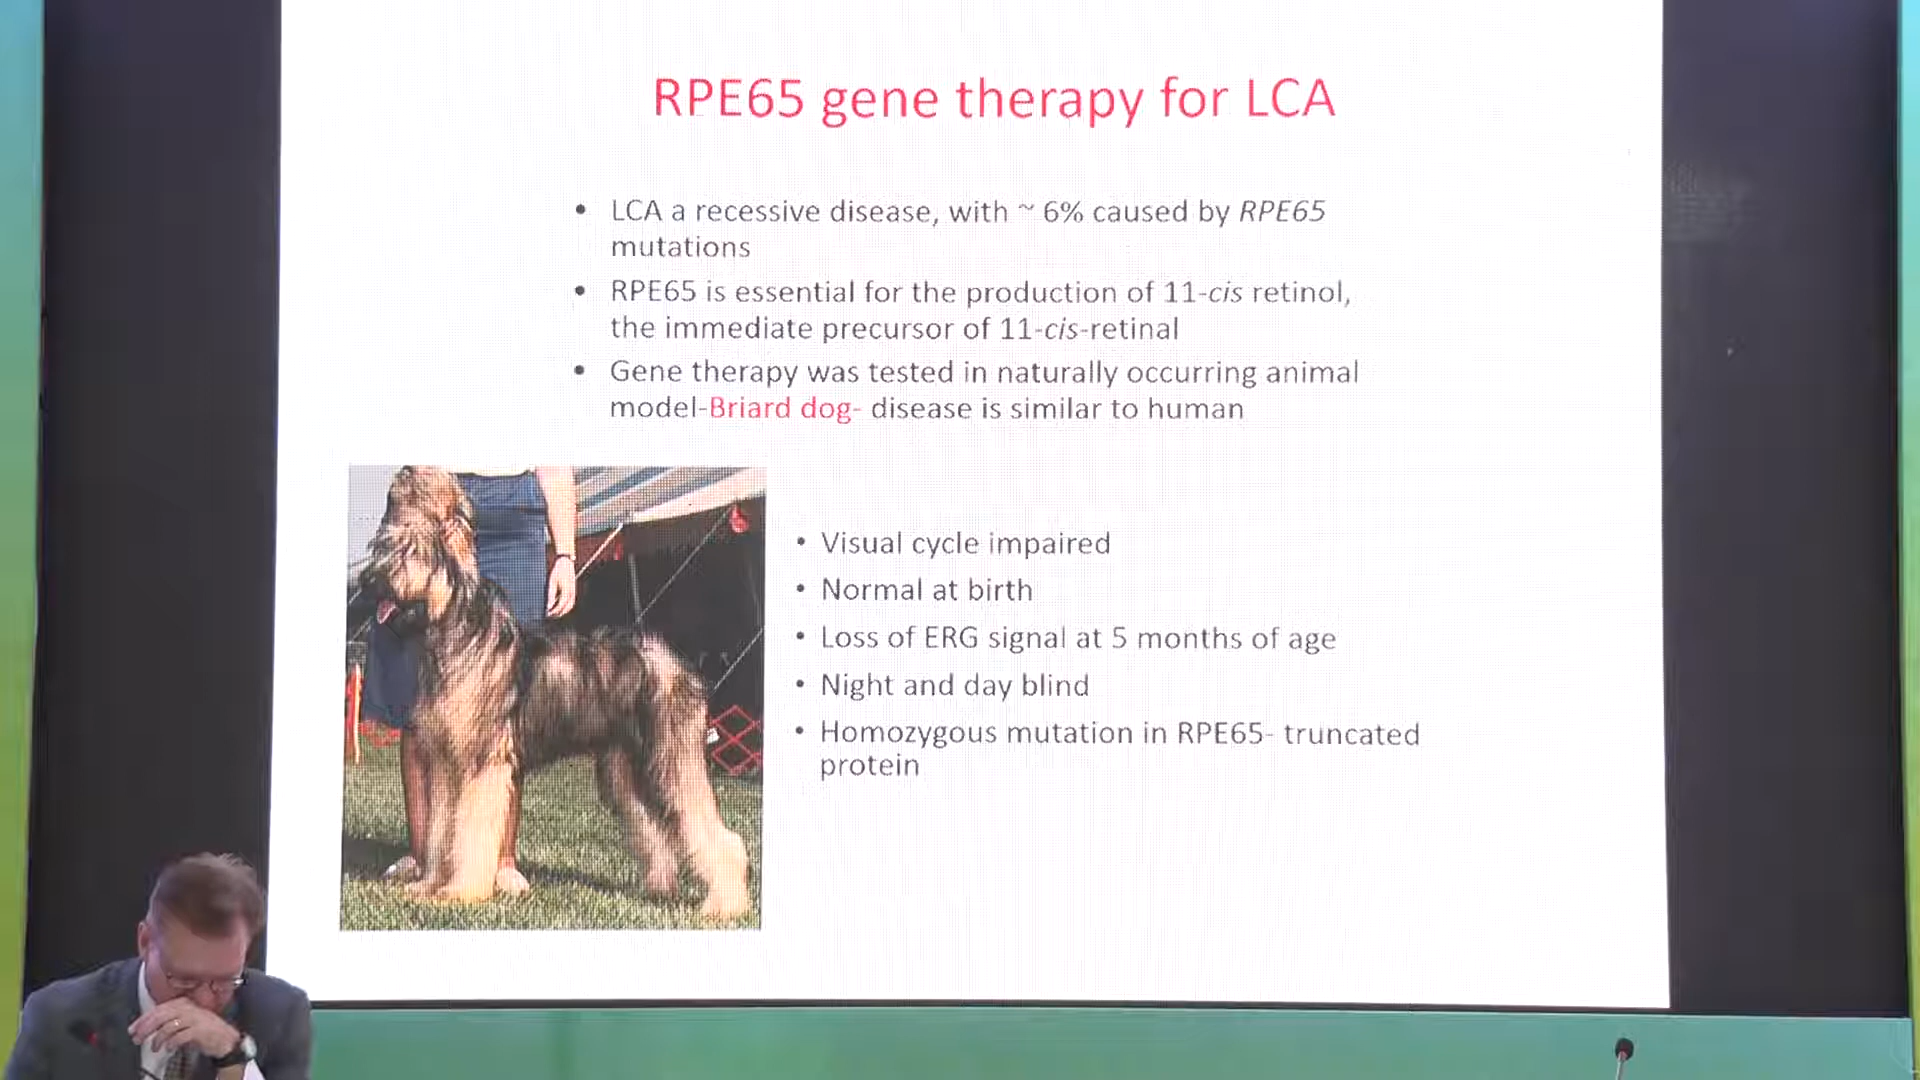 RPE65 gene therapy for LCA
• LCA a recessive disease, with ~ 6% caused by RPE65
mutations
• RPE65 is essential for the production of 11-cis retinol,
the immediate precursor of 11-cis-retinal
• Gene therapy was tested in naturally occurring animal
model-Briard dog- disease is similar to human
• Visual cycle impaired
• Normal at birth
• Loss of ERG signal at 5 months of age
• Night and day blind
• Homozygous mutation in RPE65- truncated
protein